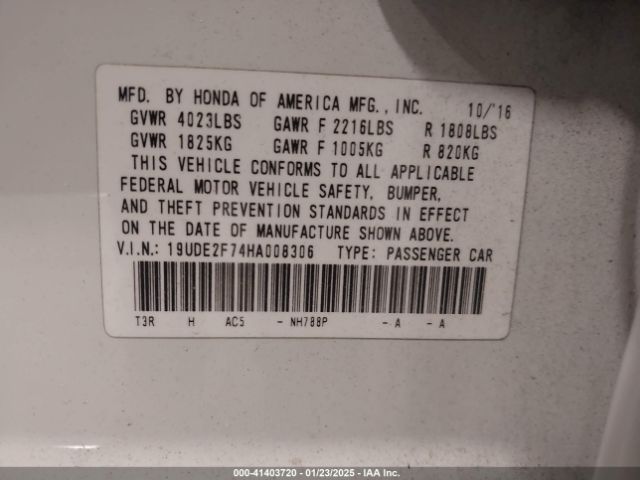 MFD. BY HONDA OF AMERICA MFG., INC. 10/'16
GVWR 4023LBS GAWR F 2216LBS R 1808LBS
GVWR 1825KG GAWR F 1005KG R 820KG
THIS VEHICLE CONFORMS TO ALL APPLICABLE
FEDERAL MOTOR VEHICLE SAFETY, BUMPER,
AND THEFT PREVENTION STANDARDS IN EFFECT
ON THE DATE OF MANUFACTURE SHOWN ABOVE.
V.I.N.: 19UDE2F74HA008306 TYPE: PASSENGER CAR
T3R H AC5 - NH788P - A - A
000-41403720 - 01/23/2025 - IAA Inc.